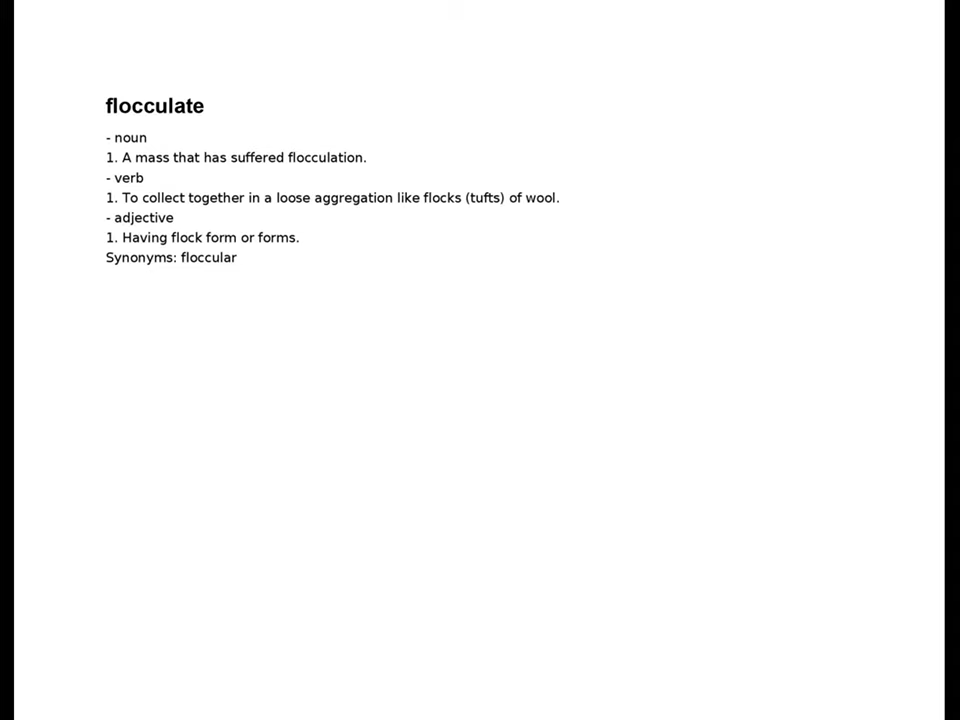 flocculate
- noun
1. A mass that has suffered flocculation.
- verb
1. To collect together in a loose aggregation like flocks (tufts) of wool.
- adjective
1. Having flock form or forms.
Synonyms: floccular